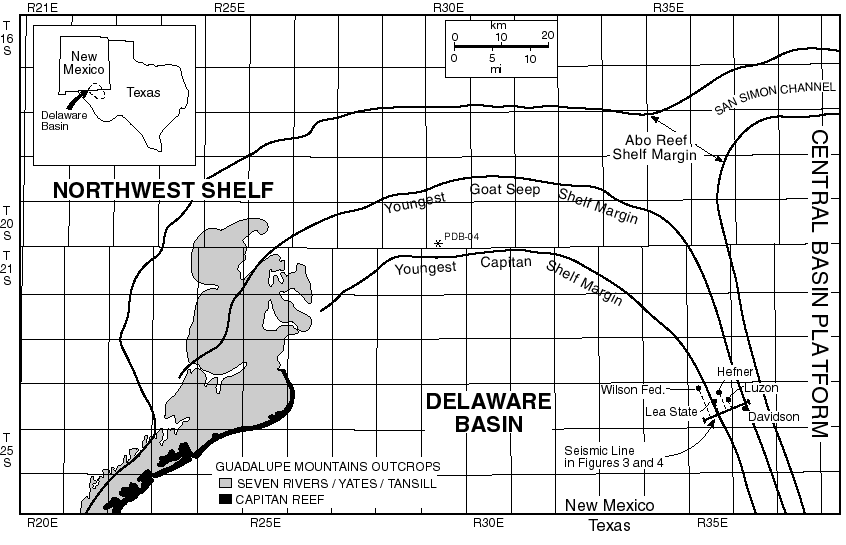 R21E R25E R30E R35E
T
16
S
km
0 10 20
0 5 10
mi
New
Mexico
Texas
Delaware
Basin
SAN SIMON CHANNEL
Abo Reef
Shelf Margin
NORTHWEST SHELF
T
20
S
Youngest Goat Seep Shelf Margin
* PDB-04
T
21
S
Youngest Capitan Shelf Margin
CENTRAL BASIN PLATFORM
Hefner
Wilson Fed. Luzon
Lea State
Davidson
DELAWARE
BASIN
T
25
S
Seismic Line
in Figures 3 and 4
GUADALUPE MOUNTAINS OUTCROPS
SEVEN RIVERS / YATES / TANSILL
CAPITAN REEF
New Mexico
Texas
R20E R25E R30E R35E